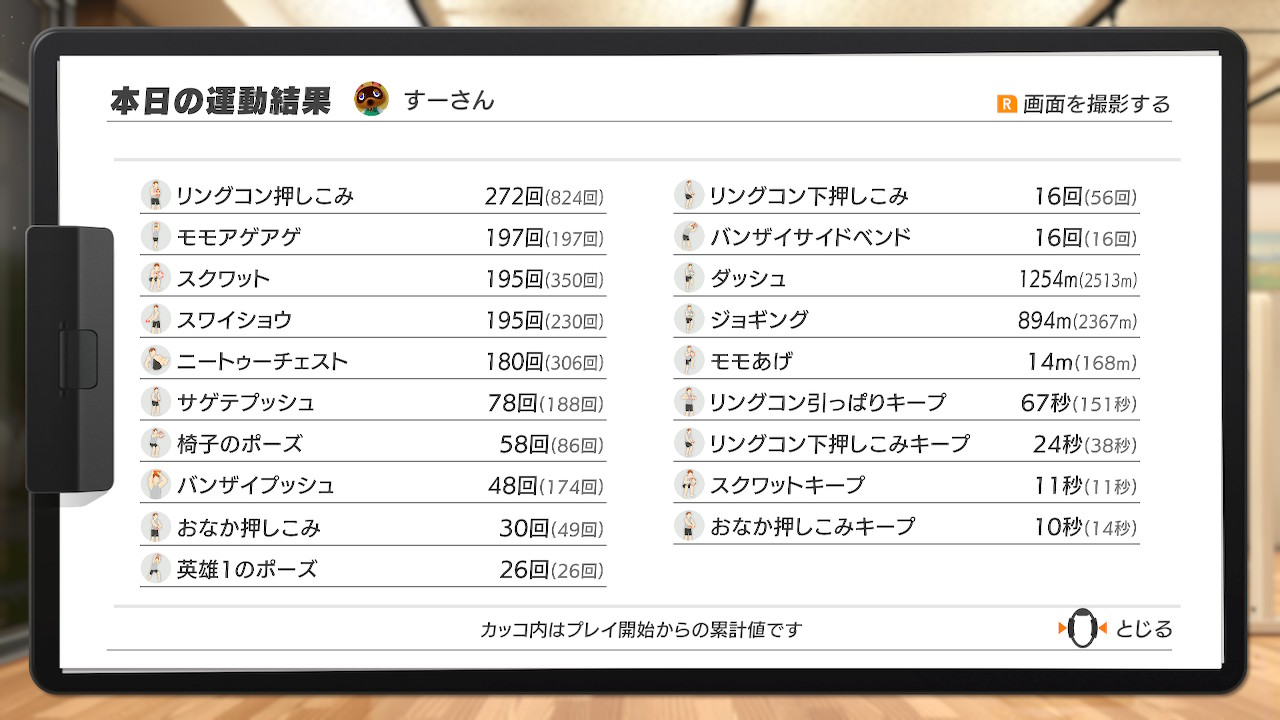 本日の運動結果 すーさん
R 画面を撮影する
リングコン押しこみ 272回(824回)
モモアゲアゲ 197回(197回)
スクワット 195回(350回)
スワイショウ 195回(230回)
ニートゥーチェスト 180回(306回)
サゲテプッシュ 78回(188回)
椅子のポーズ 58回(86回)
バンザイプッシュ 48回(174回)
おなか押しこみ 30回(49回)
英雄1のポーズ 26回(26回)
リングコン下押しこみ 16回(56回)
バンザイサイドベンド 16回(16回)
ダッシュ 1254m(2513m)
ジョギング 894m(2367m)
モモあげ 14m(168m)
リングコン引っぱりキープ 67秒(151秒)
リングコン下押しこみキープ 24秒(38秒)
スクワットキープ 11秒(11秒)
おなか押しこみキープ 10秒(14秒)
カッコ内はプレイ開始からの累計値です
とじる